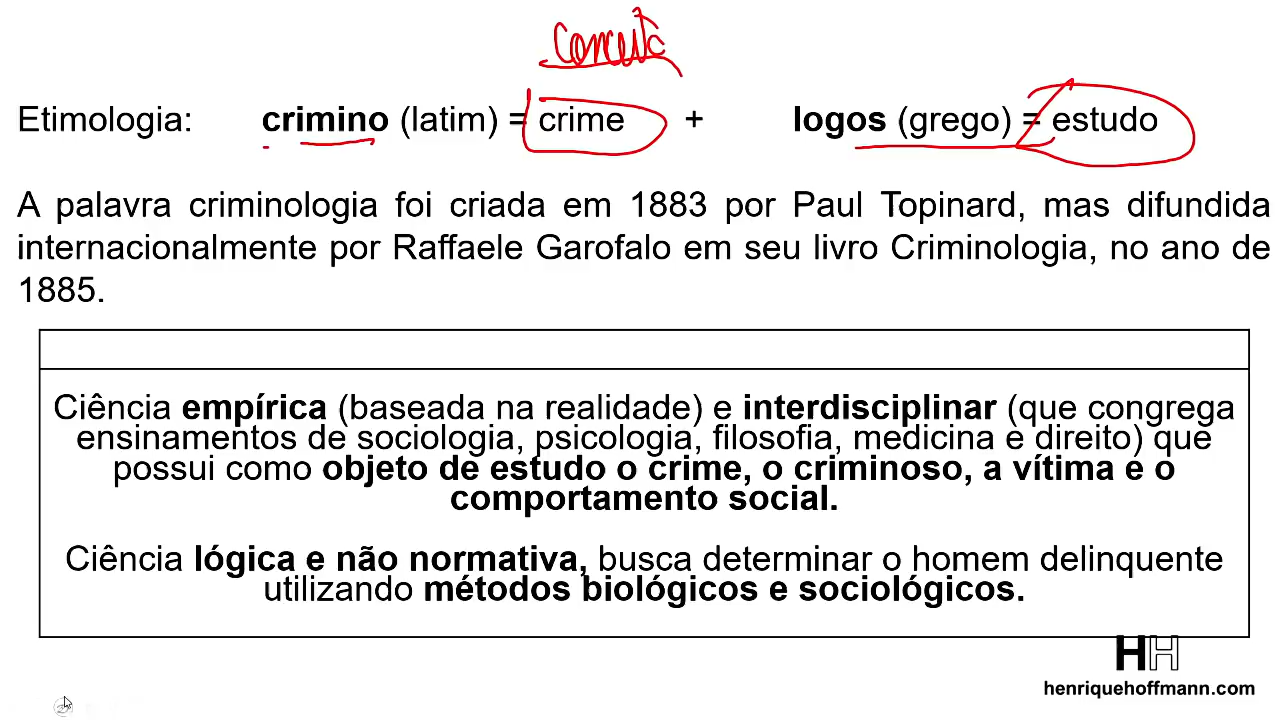 Conceito
Etimologia: crimino (latim) = crime + logos (grego) = estudo
A palavra criminologia foi criada em 1883 por Paul Topinard, mas difundida
internacionalmente por Raffaele Garofalo em seu livro Criminologia, no ano de
1885.
Ciência empírica (baseada na realidade) e interdisciplinar (que congrega
ensinamentos de sociologia, psicologia, filosofia, medicina e direito) que
possui como objeto de estudo o crime, o criminoso, a vítima e o
comportamento social.
Ciência lógica e não normativa, busca determinar o homem delinquente
utilizando métodos biológicos e sociológicos.
HH
henriquehoffmann.com